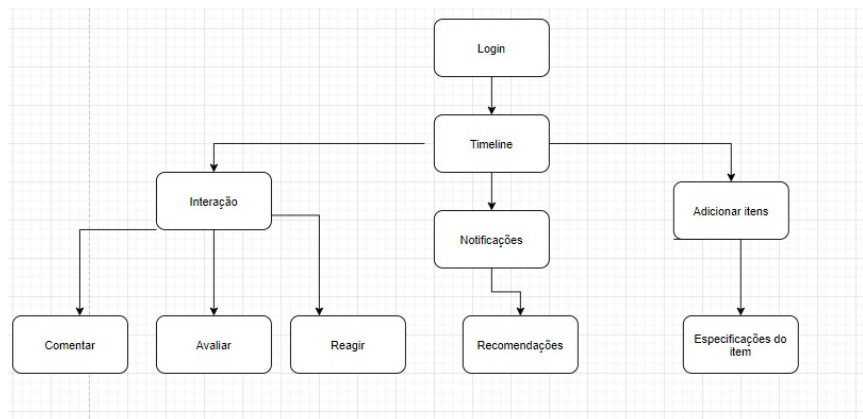 Login
Timeline
Interação
Notificações
Adicionar itens
Comentar
Avaliar
Reagir
Recomendações
Especificações do
item